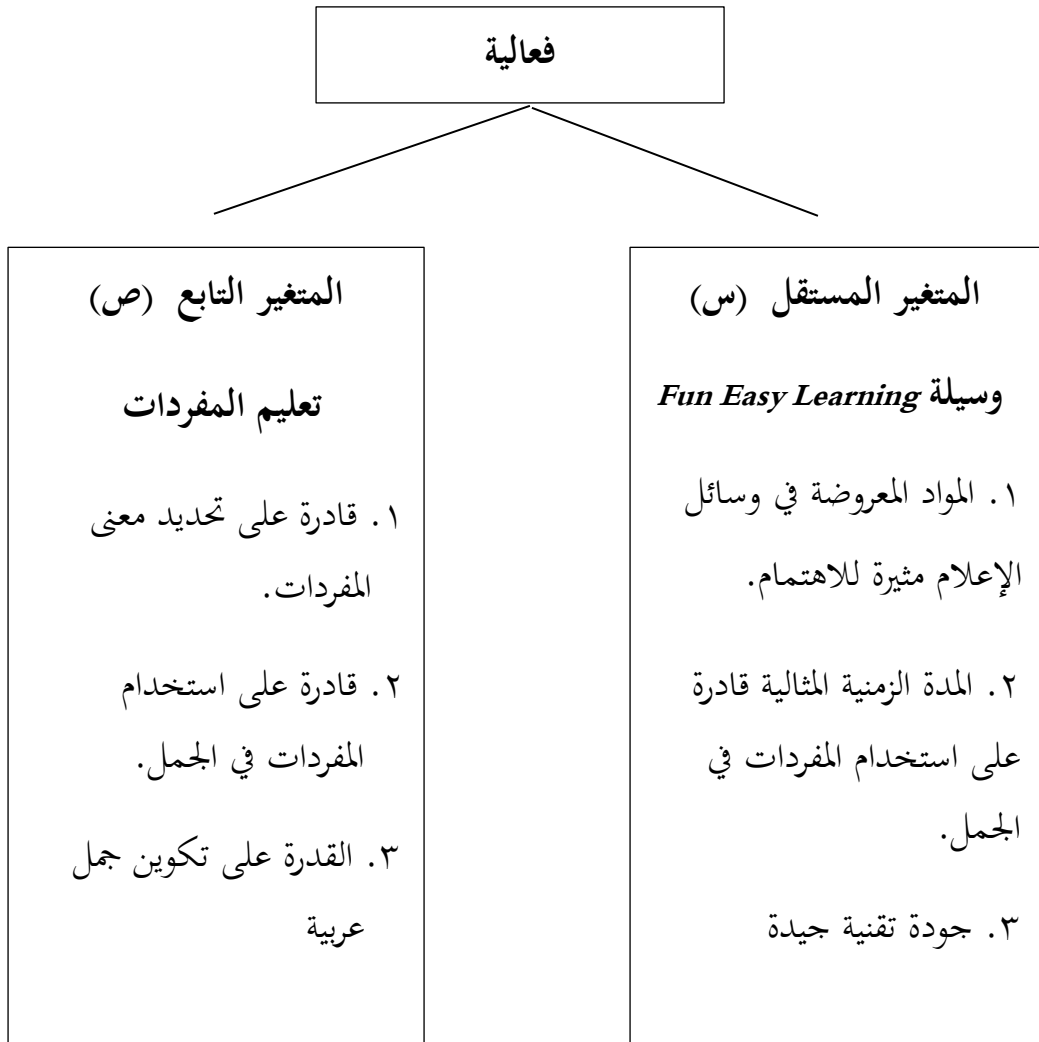 فعالية
المتغير المستقل (س)
وسيلة Fun Easy Learning
١. المواد المعروضة في وسائل
الإعلام مثيرة للاهتمام.
٢. المدة الزمنية المثالية قادرة
على استخدام المفردات في
الجمل.
٣. جودة تقنية جيدة
المتغير التابع (ص)
تعليم المفردات
١. قادرة على تحديد معنى
المفردات.
٢. قادرة على استخدام
المفردات في الجمل.
٣. القدرة على تكوين جمل
عربية